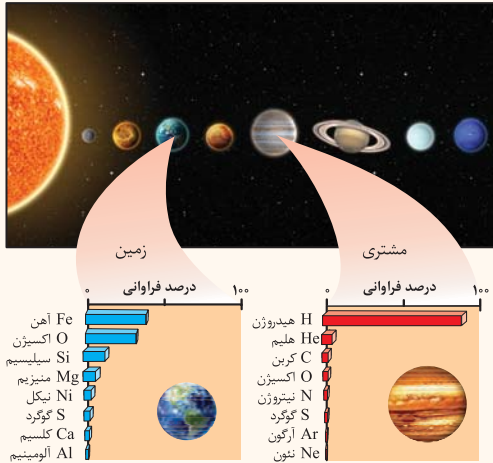 زمین
درصد فراوانی
۰ ۱۰۰
Fe آهن
O اکسیژن
Si سیلیسیم
Mg منیزیم
Ni نیکل
S گوگرد
Ca کلسیم
Al آلومینیم
مشتری
درصد فراوانی
۰ ۱۰۰
H هیدروژن
He هلیم
C کربن
O اکسیژن
N نیتروژن
S گوگرد
Ar آرگون
Ne نئون